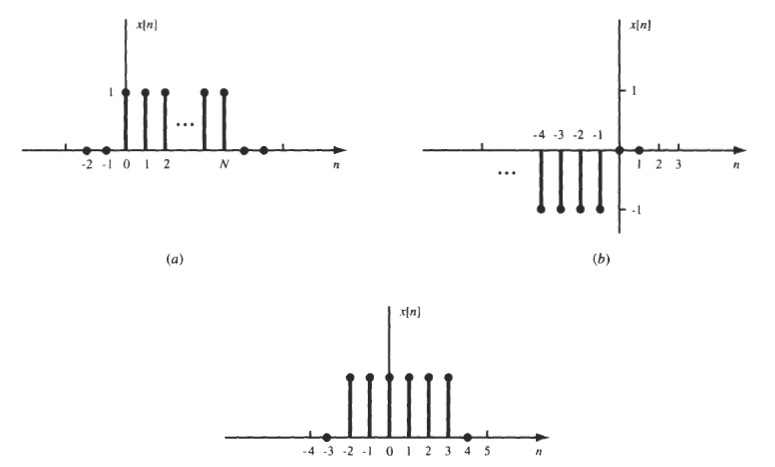 x[n]
1
...
-2 -1 0 1 2 N n
(a)
x[n]
1
-4 -3 -2 -1
1 2 3 n
...
-1
(b)
x[n]
-4 -3 -2 -1 0 1 2 3 4 5 n